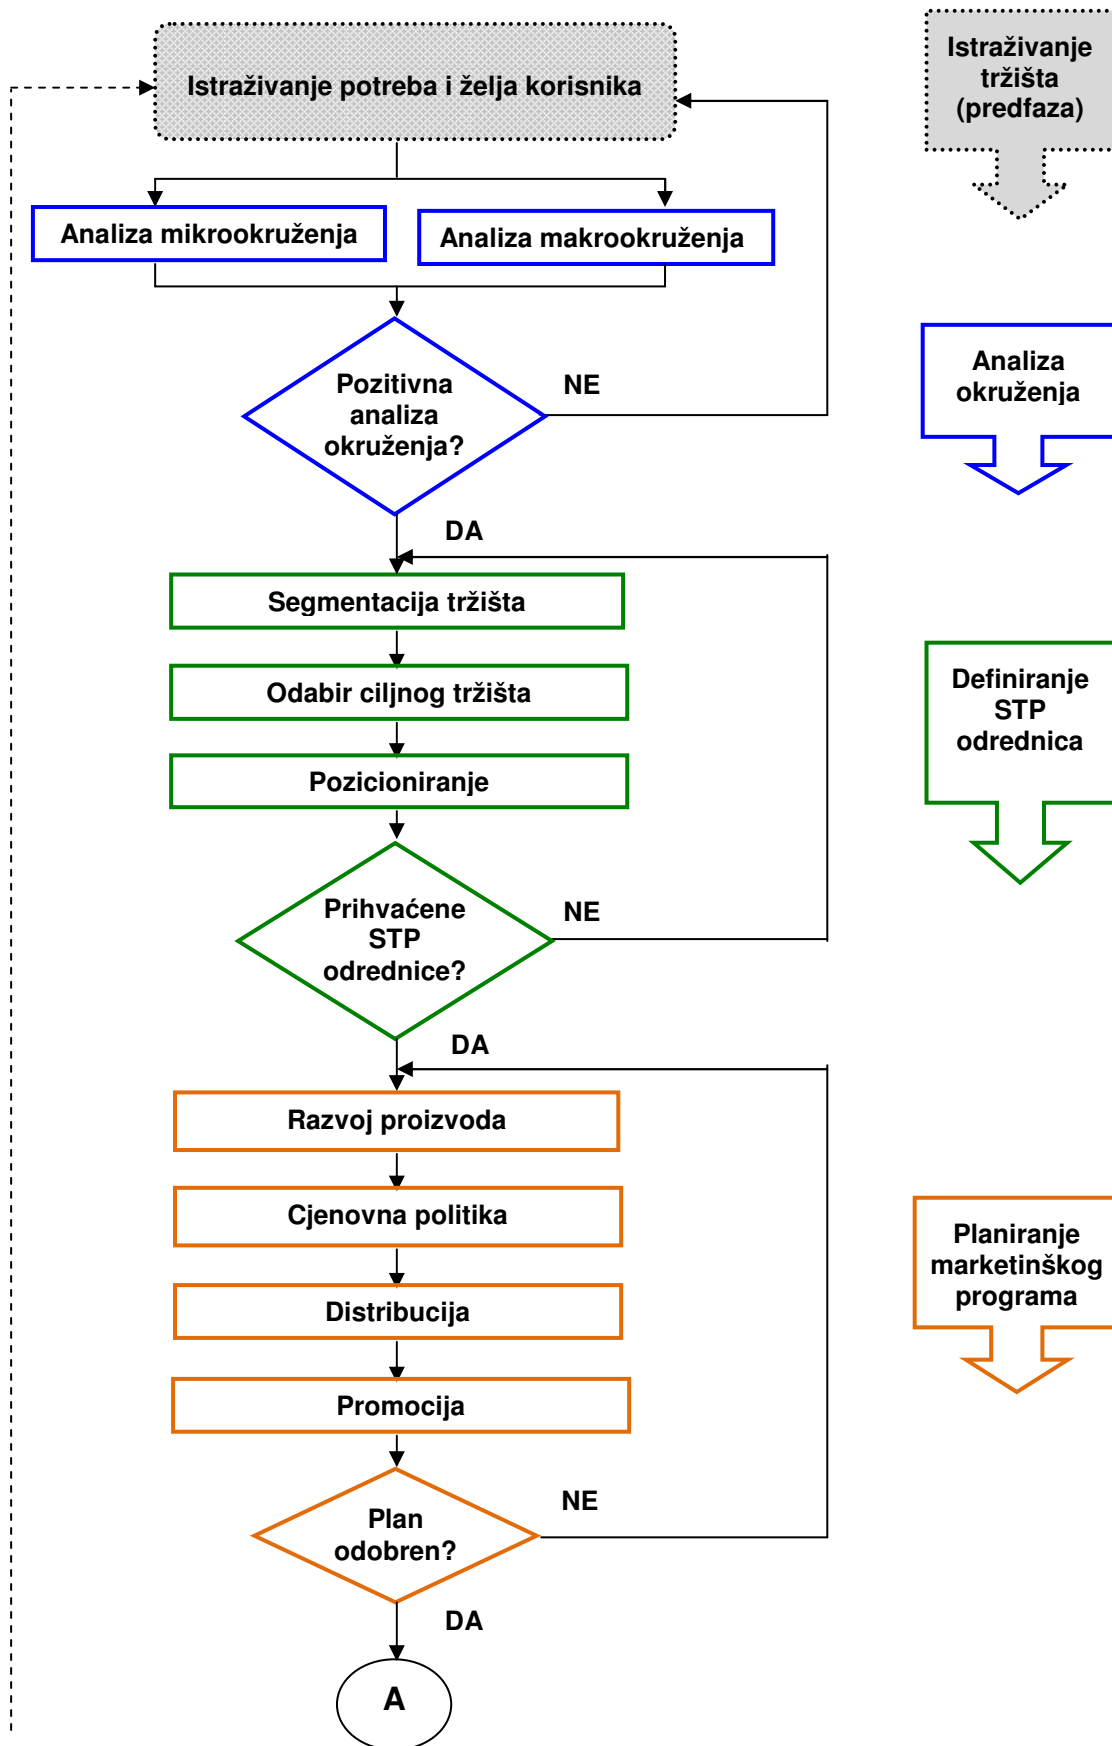 Istraživanje potreba i želja korisnika
Istraživanje
tržišta
(predfaza)
Analiza mikrookruženja
Analiza makrookruženja
Pozitivna
analiza
okruženja?
NE
Analiza
okruženja
DA
Segmentacija tržišta
Odabir ciljnog tržišta
Pozicioniranje
Definiranje
STP
odrednica
Prihvaćene
STP
odrednice?
NE
DA
Razvoj proizvoda
Cjenovna politika
Distribucija
Promocija
Planiranje
marketinškog
programa
Plan
odobren?
NE
DA
A